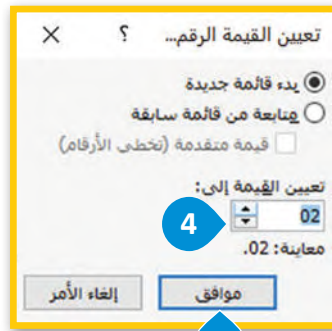 تعيين القيمة الرقم...
بدء قائمة جديدة
متابعة من قائمة سابقة
قيمة متقدمة (تخطي الأرقام)
تعيين القيمة إلى:
02
4
معاينة: 02.
موافق
إلغاء الأمر